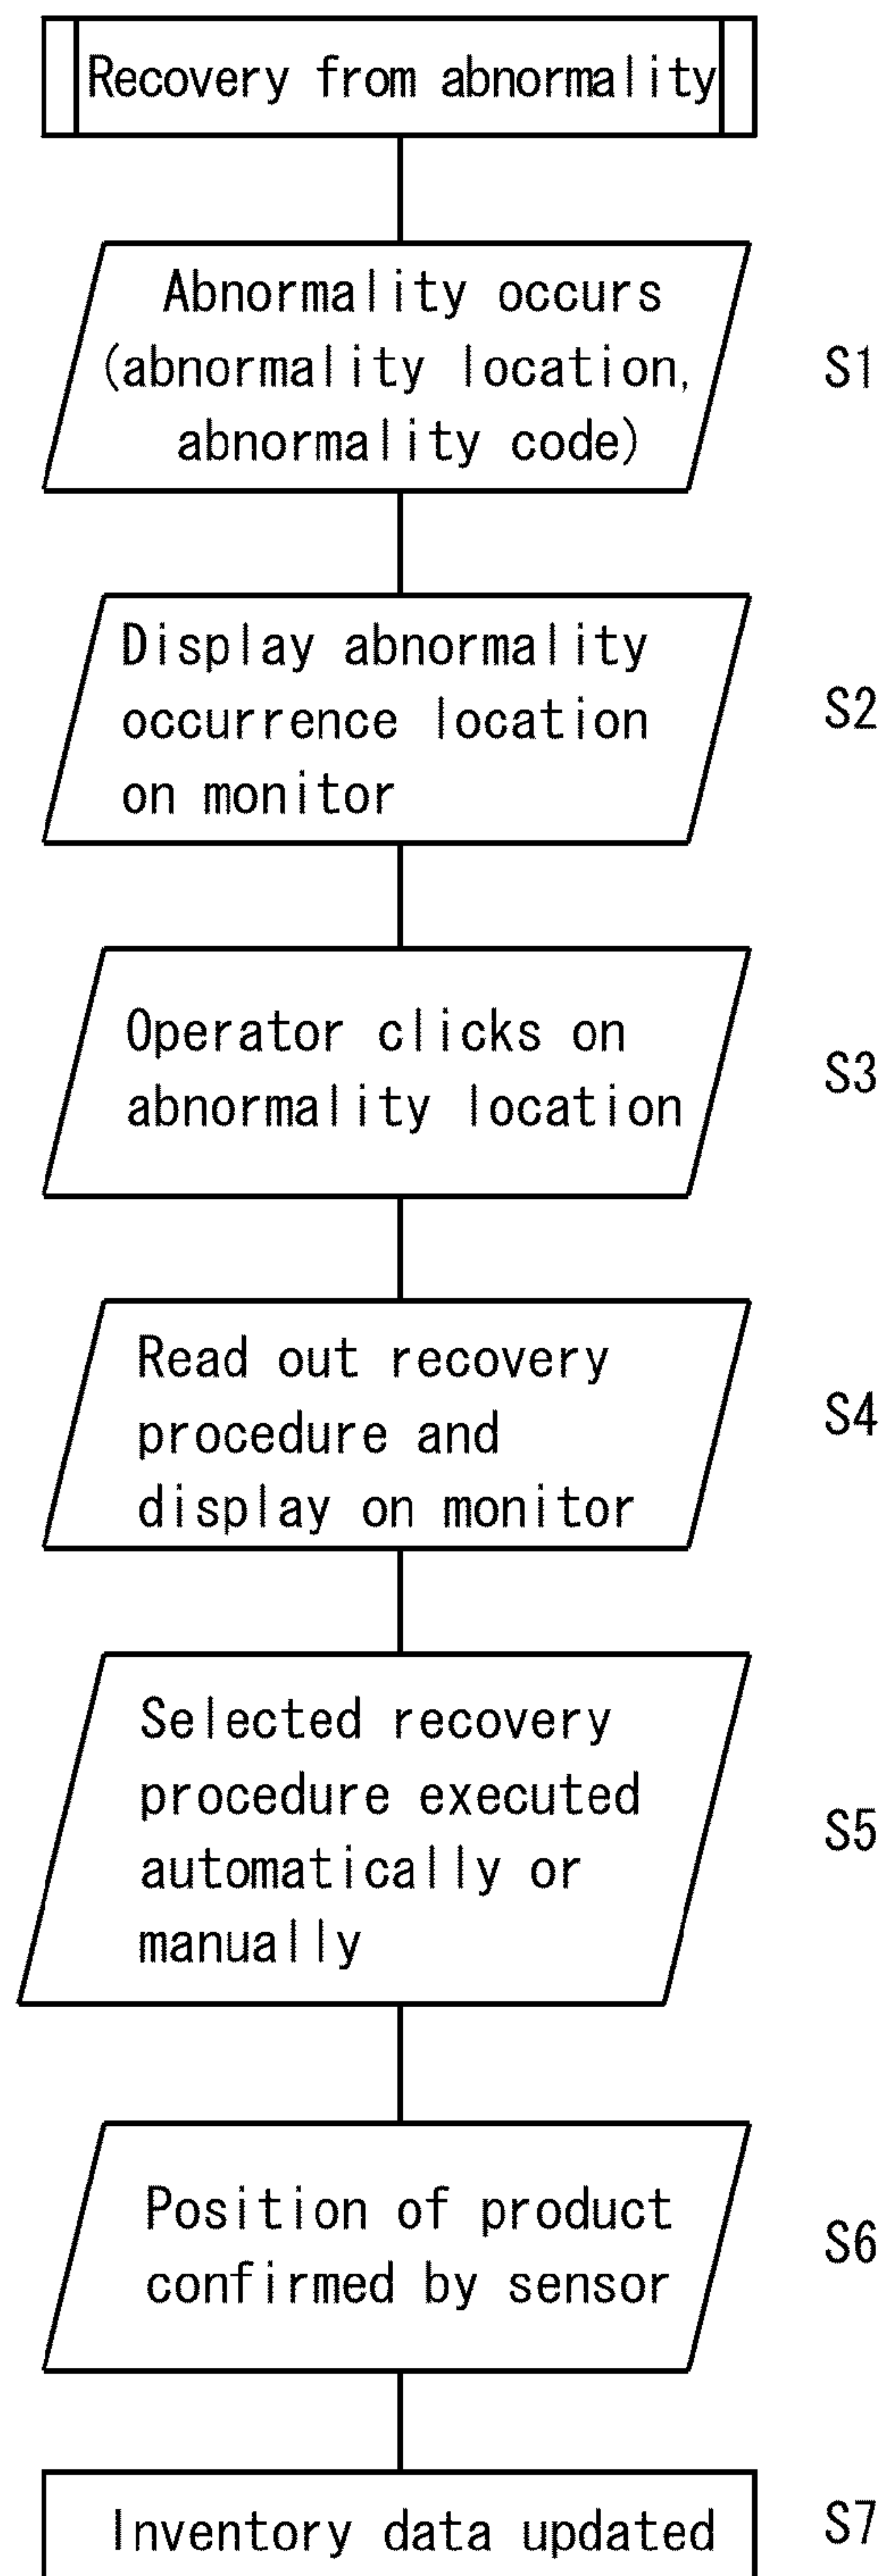 Recovery from abnormality
Abnormality occurs
(abnormality location,
abnormality code)
S1
Display abnormality
occurrence location
on monitor
S2
Operator clicks on
abnormality location
S3
Read out recovery
procedure and
display on monitor
S4
Selected recovery
procedure executed
automatically or
manually
S5
Position of product
confirmed by sensor
S6
Inventory data updated
S7